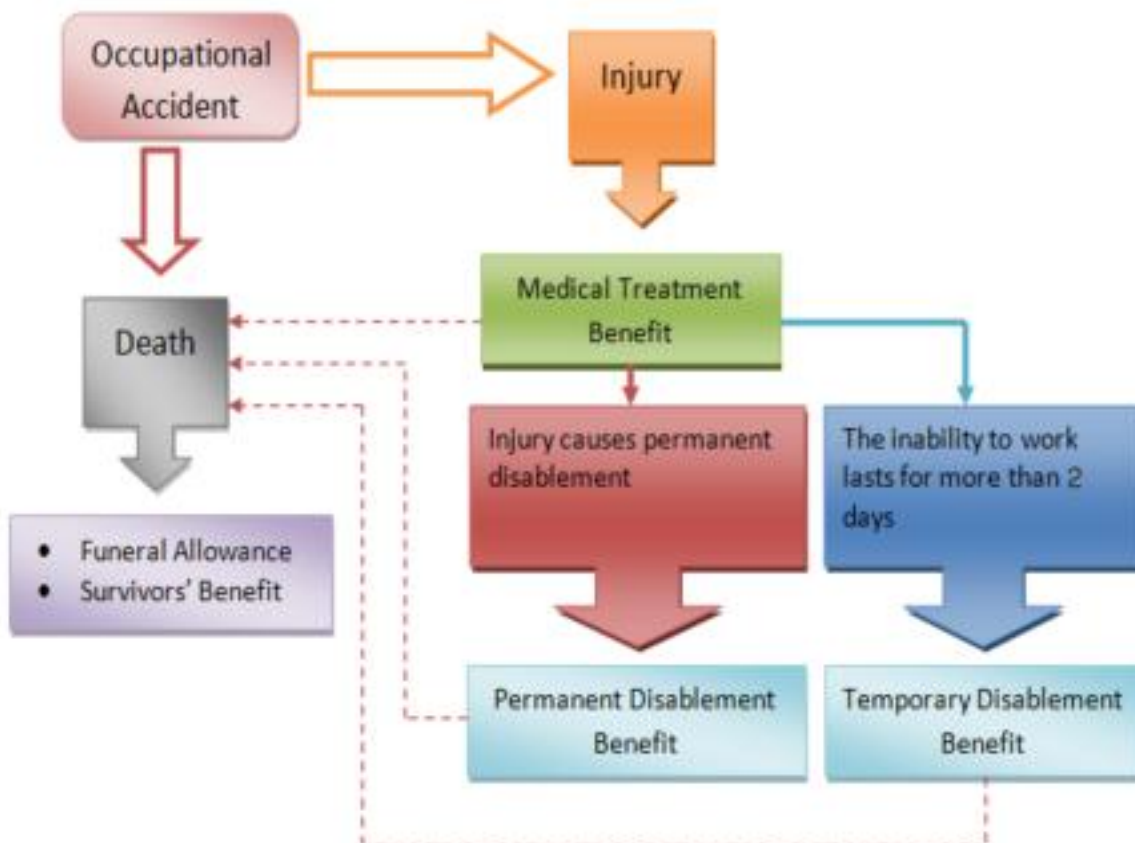 Occupational
Accident
Injury
Medical Treatment
Benefit
Death
Injury causes permanent
disablement
The inability to work
lasts for more than 2
days
• Funeral Allowance
• Survivors' Benefit
Permanent Disablement
Benefit
Temporary Disablement
Benefit